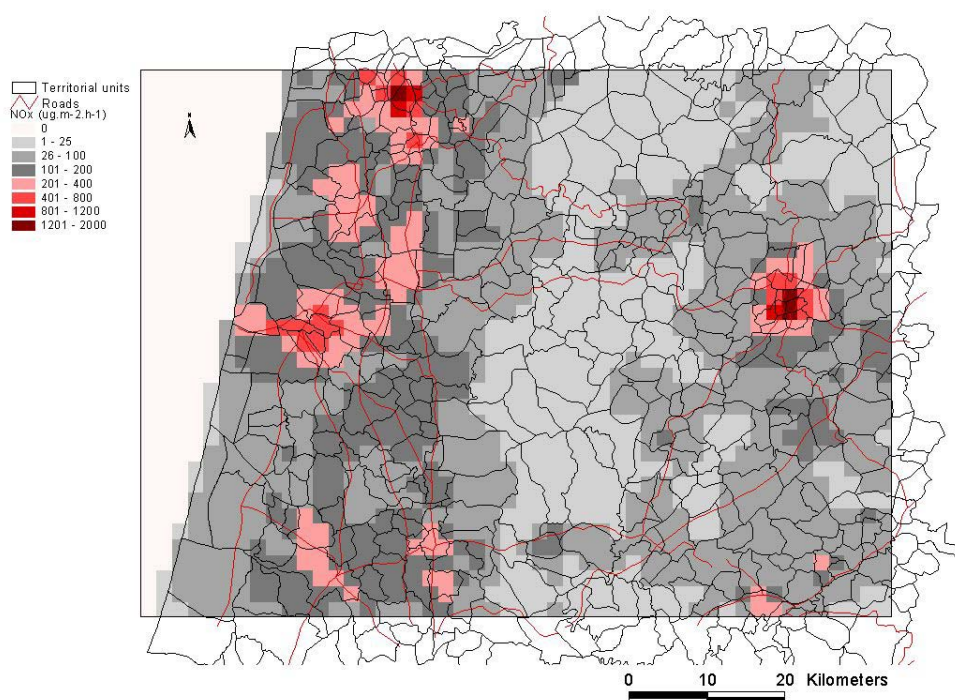 Territorial units
Roads
NOx (ug.m-2.h-1)
0
1 - 25
26 - 100
101 - 200
201 - 400
401 - 800
801 - 1200
1201 - 2000
0 10 20 Kilometers